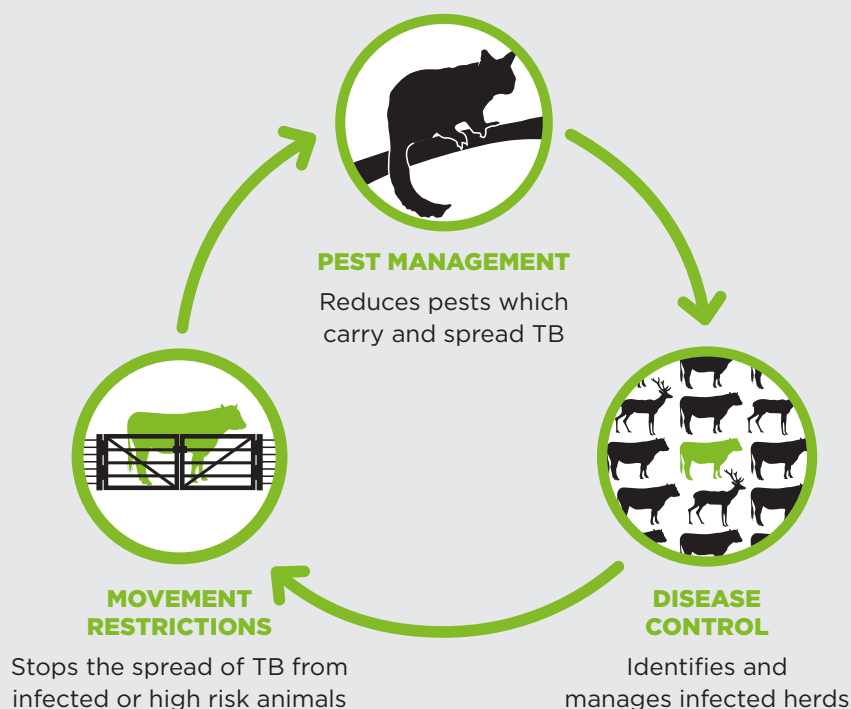 PEST MANAGEMENT
Reduces pests which
carry and spread TB
MOVEMENT
RESTRICTIONS
Stops the spread of TB from
infected or high risk animals
DISEASE
CONTROL
Identifies and
manages infected herds